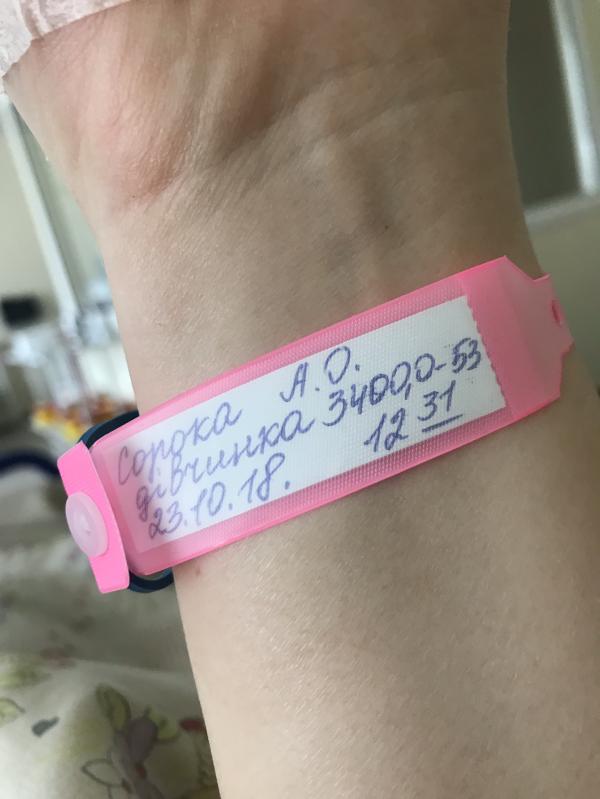 Сорока А.О.
дівчинка 3400,0-53
23.10.18. 12 31